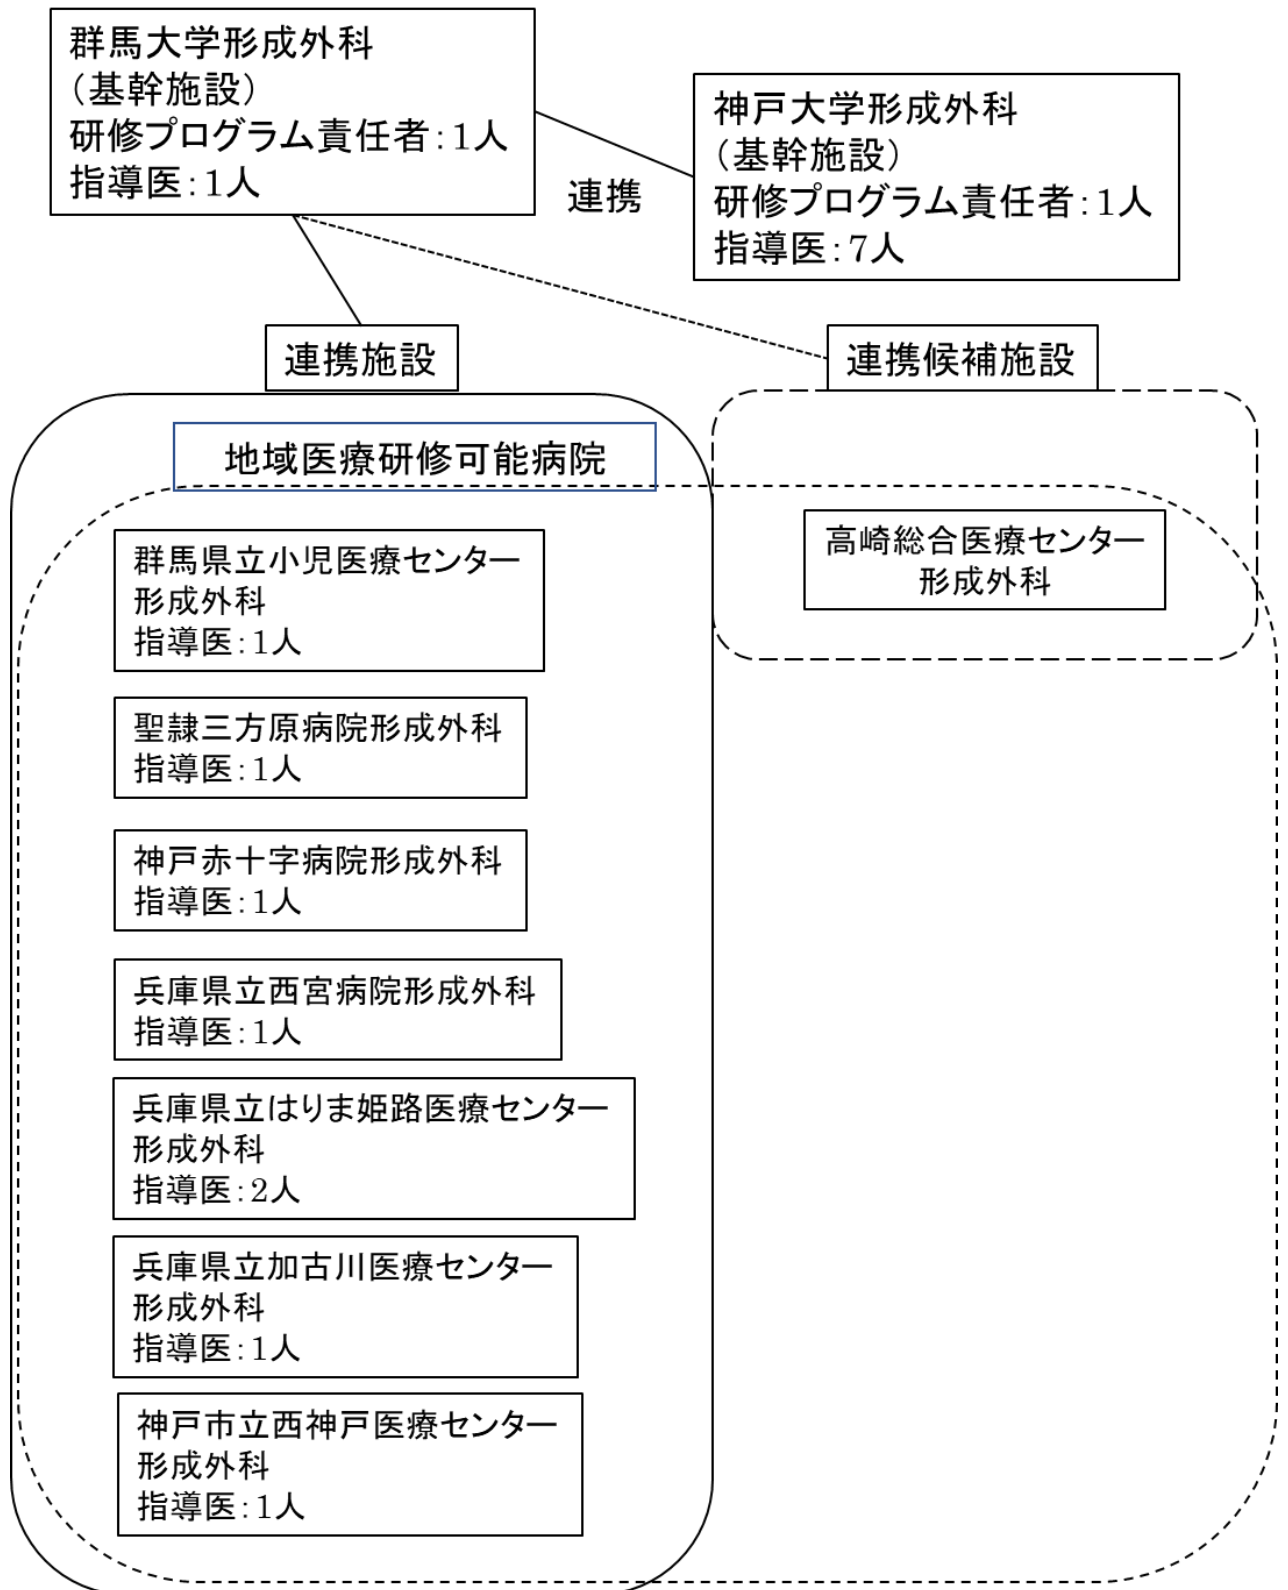 群馬大学形成外科
（基幹施設）
研修プログラム責任者：1人
指導医：1人
神戸大学形成外科
（基幹施設）
研修プログラム責任者：1人
指導医：7人
連携
連携施設
連携候補施設
地域医療研修可能病院
群馬県立小児医療センター
形成外科
指導医：1人
聖隷三方原病院形成外科
指導医：1人
神戸赤十字病院形成外科
指導医：1人
兵庫県立西宮病院形成外科
指導医：1人
兵庫県立はりま姫路医療センター
形成外科
指導医：2人
兵庫県立加古川医療センター
形成外科
指導医：1人
神戸市立西神戸医療センター
形成外科
指導医：1人
高崎総合医療センター
形成外科